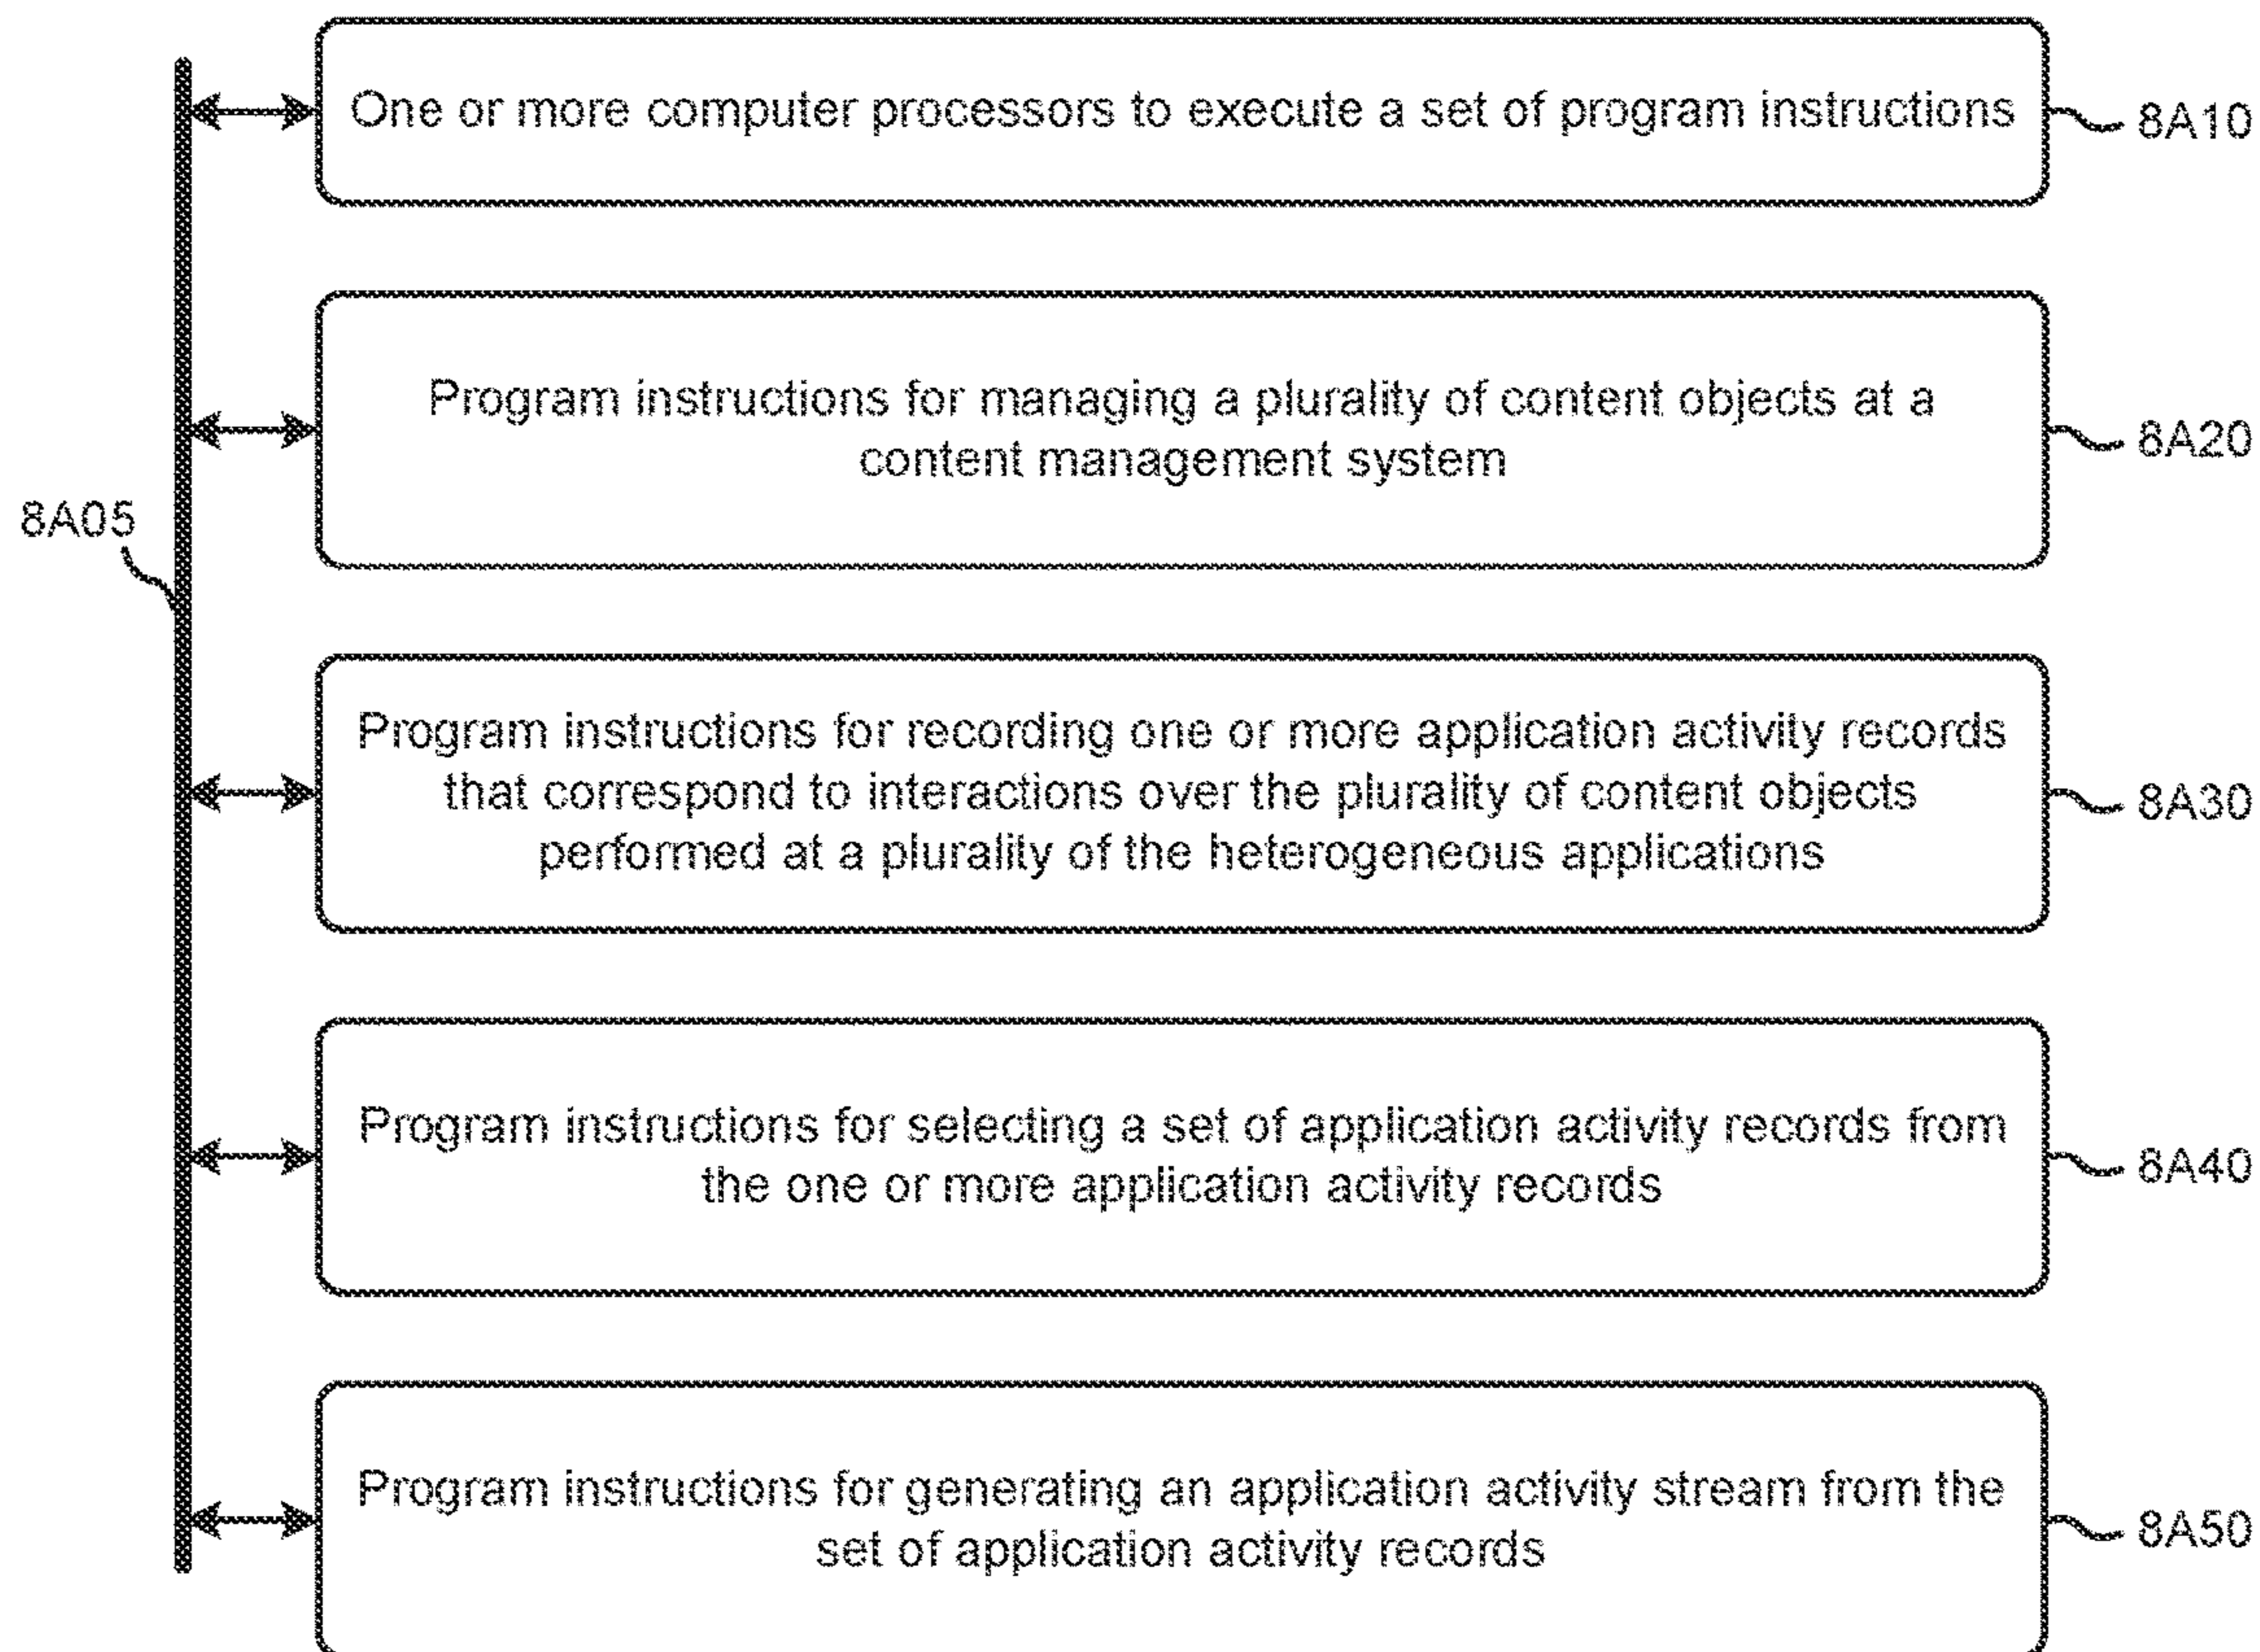 One or more computer processors to execute a set of program instructions
8A10
Program instructions for managing a plurality of content objects at a
content management system
8A20
8A05
Program instructions for recording one or more application activity records
that correspond to interactions over the plurality of content objects
performed at a plurality of the heterogeneous applications
8A30
Program instructions for selecting a set of application activity records from
the one or more application activity records
8A40
Program instructions for generating an application activity stream from the
set of application activity records
8A50